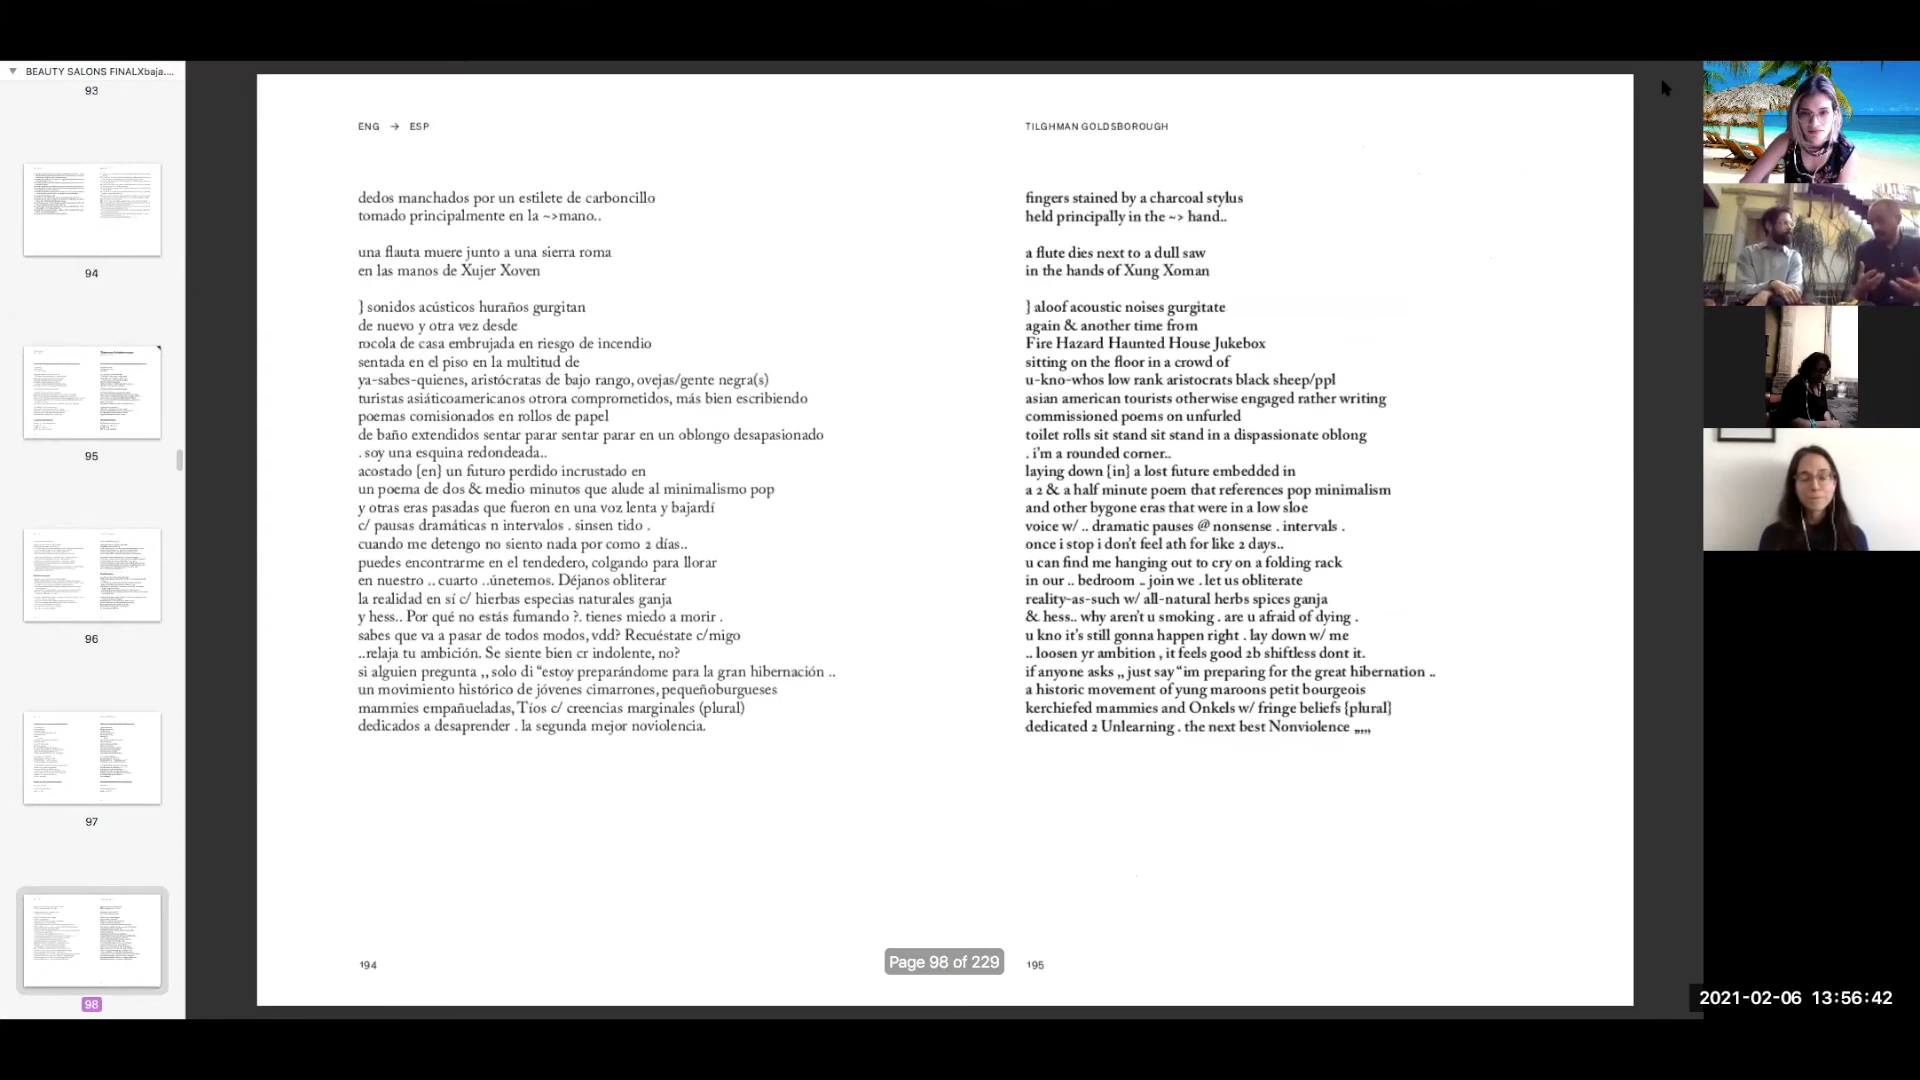 BEAUTY SALONS FINALXbaja....
93
94
95
96
97
98
ENG → ESP
dedos manchados por un estilete de carboncillo
tomado principalmente en la ~>mano..
una flauta muere junto a una sierra roma
en las manos de Xujer Xoven
} sonidos acústicos huraños gurgitan
de nuevo y otra vez desde
rocola de casa embrujada en riesgo de incendio
sentada en el piso en la multitud de
ya-sabes-quienes, aristócratas de bajo rango, ovejas/gente negra(s)
turistas asiáticoamericanos otrora comprometidos, más bien escribiendo
poemas comisionados en rollos de papel
de baño extendidos sentar parar sentar parar en un oblongo desapasionado
. soy una esquina redondeada..
acostado {en} un futuro perdido incrustado en
un poema de dos & medio minutos que alude al minimalismo pop
y otras eras pasadas que fueron en una voz lenta y bajardí
c/ pausas dramáticas n intervalos . sinsen tido .
cuando me detengo no siento nada por como 2 días..
puedes encontrarme en el tendedero, colgando para llorar
en nuestro .. cuarto ..únetemos. Déjanos obliterar
la realidad en sí c/ hierbas especias naturales ganja
y hess.. Por qué no estás fumando ?. tienes miedo a morir .
sabes que va a pasar de todos modos, vdd? Recuéstate c/migo
..relaja tu ambición. Se siente bien cr indolente, no?
si alguien pregunta ,, solo di “estoy preparándome para la gran hibernación ..
un movimiento histórico de jóvenes cimarrones, pequeñoburgueses
mammies empañueladas, Tíos c/ creencias marginales (plural)
dedicados a desaprender . la segunda mejor noviolencia.
194
TILGHMAN GOLDSBOROUGH
fingers stained by a charcoal stylus
held principally in the ~> hand..
a flute dies next to a dull saw
in the hands of Xung Xoman
} aloof acoustic noises gurgitate
again & another time from
Fire Hazard Haunted House Jukebox
sitting on the floor in a crowd of
u-kno-whos low rank aristocrats black sheep/ppl
asian american tourists otherwise engaged rather writing
commissioned poems on unfurled
toilet rolls sit stand sit stand in a dispassionate oblong
. i’m a rounded corner..
laying down {in} a lost future embedded in
a 2 & a half minute poem that references pop minimalism
and other bygone eras that were in a low sloe
voice w/ .. dramatic pauses @ nonsense . intervals .
once i stop i don’t feel ath for like 2 days..
u can find me hanging out to cry on a folding rack
in our .. bedroom .. join we . let us obliterate
reality-as-such w/ all-natural herbs spices ganja
& hess.. why aren’t u smoking . are u afraid of dying .
u kno it’s still gonna happen right . lay down w/ me
.. loosen yr ambition , it feels good 2b shiftless dont it.
if anyone asks ,, just say “im preparing for the great hibernation ..
a historic movement of yung maroons petit bourgeois
kerchiefed mammies and Onkels w/ fringe beliefs {plural}
dedicated 2 Unlearning . the next best Nonviolence ,,,,,
195
Page 98 of 229
2021-02-06 13:56:42